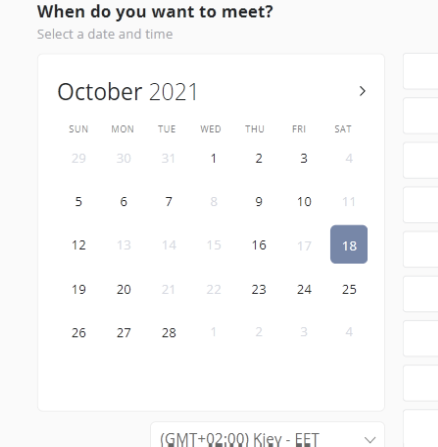 When do you want to meet?
Select a date and time
October 2021 >
SUN MON TUE WED THU FRI SAT
29 30 31 1 2 3 4
5 6 7 8 9 10 11
12 13 14 15 16 17 18
19 20 21 22 23 24 25
26 27 28 1 2 3 4
(GMT+02:00) Kiev - EET